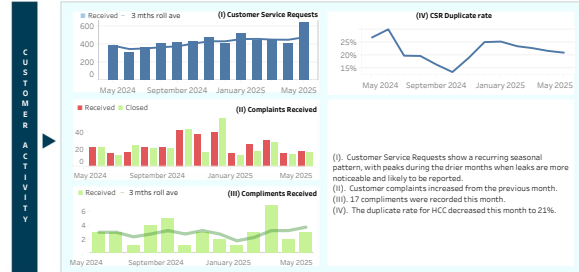 CUSTOMER ACTIVITY
Received 3 mths roll ave
(I) Customer Service Requests
600
400
200
0
May 2024 September 2024 January 2025 May 2025
(IV) CSR Duplicate rate
25%
20%
15%
May 2024 September 2024 January 2025 May 2025
Received Closed
(II) Complaints Received
40
20
0
May 2024 September 2024 January 2025 May 2025
Received 3 mths roll ave
(III) Compliments Received
6
4
2
May 2024 September 2024 January 2025 May 2025
(I). Customer Service Requests show a recurring seasonal
pattern, with peaks during the drier months when leaks are more
noticeable and likely to be reported.
(II). Customer complaints increased from the previous month.
(III). 17 compliments were recorded this month.
(IV). The duplicate rate for HCC decreased this month to 21%.